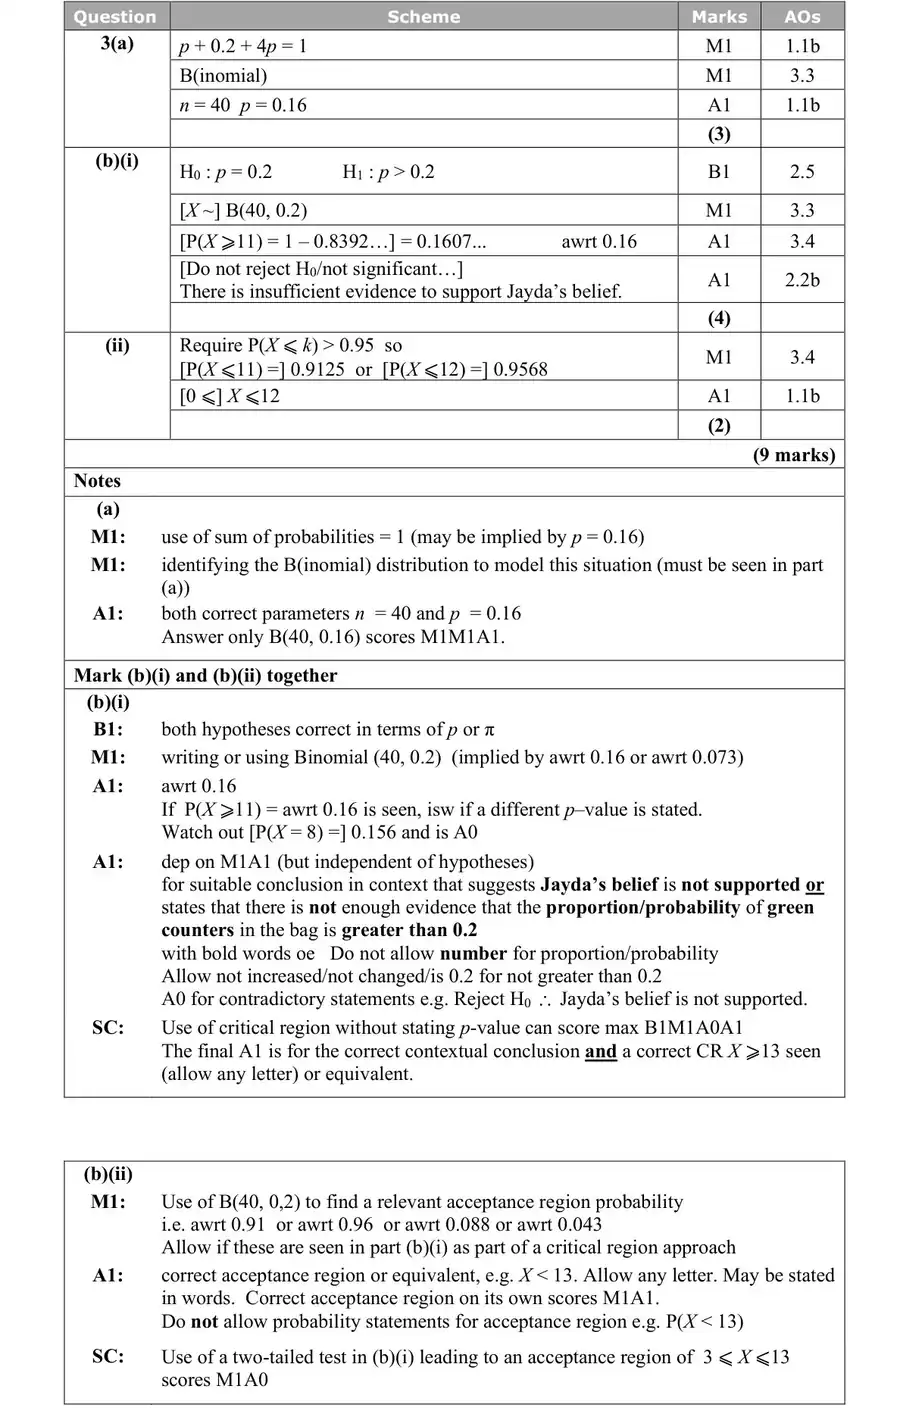 Question Scheme Marks AOs
3(a) p + 0.2 + 4p = 1 M1 1.1b
B(inomial) M1 3.3
n = 40 p = 0.16 A1 1.1b
(3)
(b)(i) H₀ : p = 0.2 H₁ : p > 0.2 B1 2.5
[X ~] B(40, 0.2) M1 3.3
[P(X ⩾11) = 1 – 0.8392…] = 0.1607... awrt 0.16 A1 3.4
[Do not reject H₀/not significant…]
There is insufficient evidence to support Jayda’s belief. A1 2.2b
(4)
(ii) Require P(X ⩽ k) > 0.95 so
[P(X ⩽11) =] 0.9125 or [P(X ⩽12) =] 0.9568 M1 3.4
[0 ⩽] X ⩽12 A1 1.1b
(2)
(9 marks)
Notes
(a)
M1: use of sum of probabilities = 1 (may be implied by p = 0.16)
M1: identifying the B(inomial) distribution to model this situation (must be seen in part
(a))
A1: both correct parameters n = 40 and p = 0.16
Answer only B(40, 0.16) scores M1M1A1.
Mark (b)(i) and (b)(ii) together
(b)(i)
B1: both hypotheses correct in terms of p or π
M1: writing or using Binomial (40, 0.2) (implied by awrt 0.16 or awrt 0.073)
A1: awrt 0.16
If P(X ⩾11) = awrt 0.16 is seen, isw if a different p–value is stated.
Watch out [P(X = 8) =] 0.156 and is A0
A1: dep on M1A1 (but independent of hypotheses)
for suitable conclusion in context that suggests Jayda’s belief is not supported or
states that there is not enough evidence that the proportion/probability of green
counters in the bag is greater than 0.2
with bold words oe Do not allow number for proportion/probability
Allow not increased/not changed/is 0.2 for not greater than 0.2
A0 for contradictory statements e.g. Reject H₀ ∴ Jayda’s belief is not supported.
SC: Use of critical region without stating p-value can score max B1M1A0A1
The final A1 is for the correct contextual conclusion and a correct CR X ⩾13 seen
(allow any letter) or equivalent.
(b)(ii)
M1: Use of B(40, 0,2) to find a relevant acceptance region probability
i.e. awrt 0.91 or awrt 0.96 or awrt 0.088 or awrt 0.043
Allow if these are seen in part (b)(i) as part of a critical region approach
A1: correct acceptance region or equivalent, e.g. X < 13. Allow any letter. May be stated
in words. Correct acceptance region on its own scores M1A1.
Do not allow probability statements for acceptance region e.g. P(X < 13)
SC: Use of a two-tailed test in (b)(i) leading to an acceptance region of 3 ⩽ X ⩽13
scores M1A0